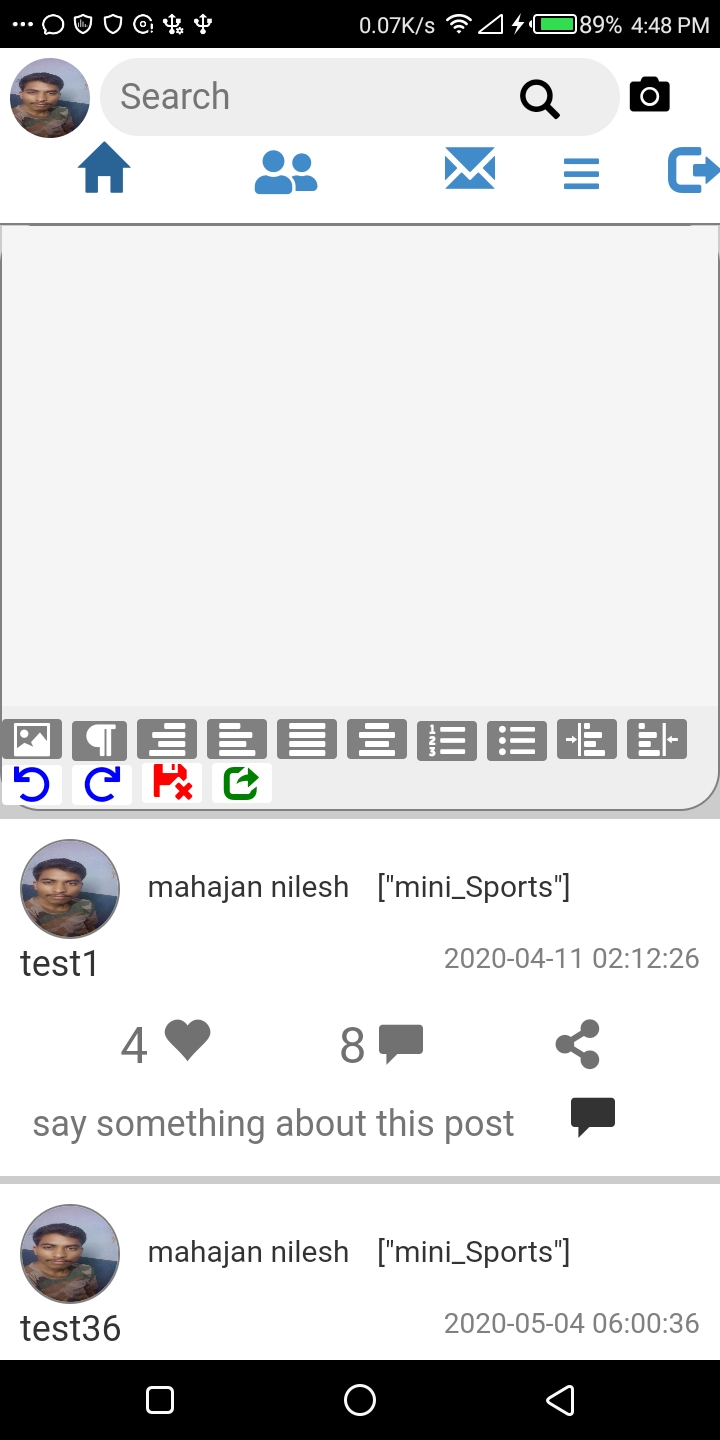 0.07K/s 89% 4:48 PM
Search
mahajan nilesh ["mini_Sports"]
test1 2020-04-11 02:12:26
4 8
say something about this post
mahajan nilesh ["mini_Sports"]
test36 2020-05-04 06:00:36